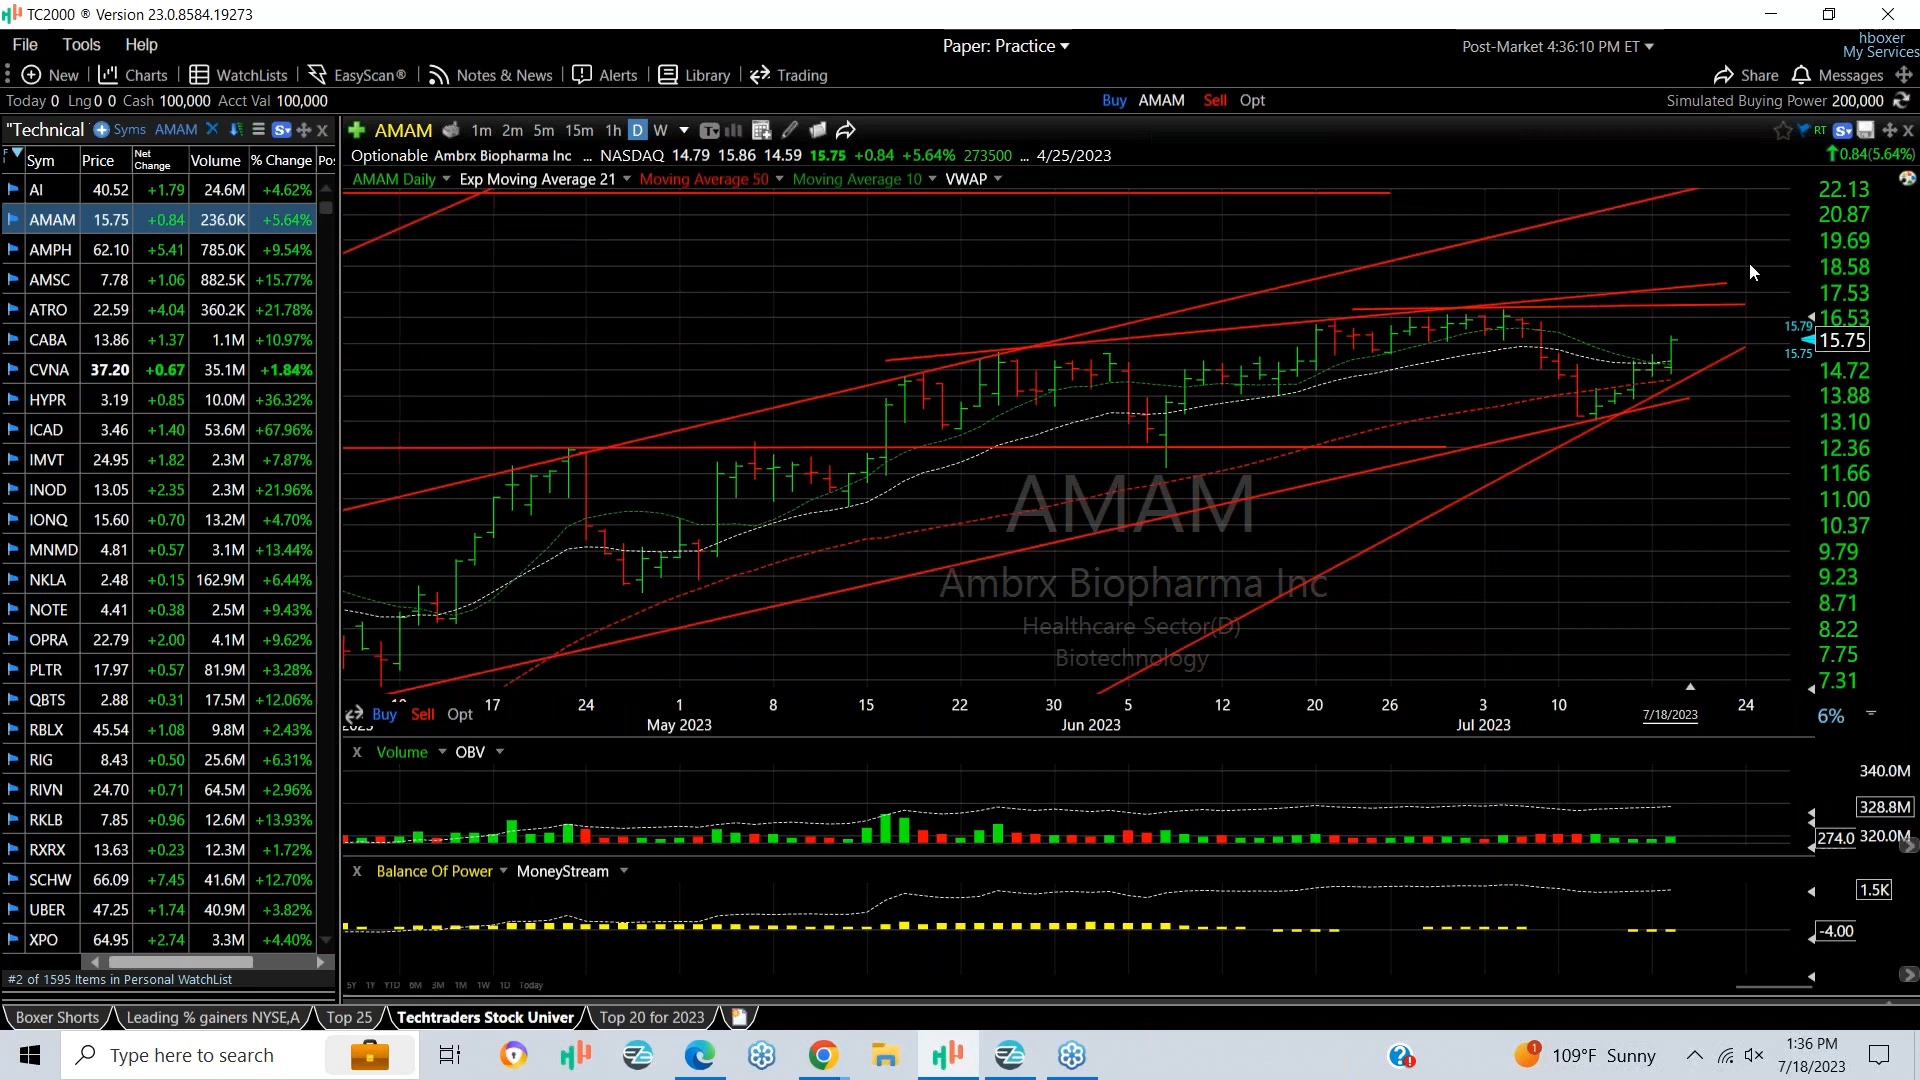 TC2000 ® Version 23.0.8584.19273
File Tools Help
Paper: Practice
Post-Market 4:36:10 PM ET
hboxer
My Services
New Charts WatchLists EasyScan® Notes & News Alerts Library Trading
Share Messages
Today 0 Lng 0 0 Cash 100,000 Acct Val 100,000
Buy AMAM Sell Opt
Simulated Buying Power 200,000
"Technical Syms AMAM
AMAM 1m 2m 5m 15m 1h D W
RT
Sym Price Net Change Volume % Change Pos
Optionable Ambrx Biopharma Inc ... NASDAQ 14.79 15.86 14.59 15.75 +0.84 +5.64% 273500 ... 4/25/2023
0.84(5.64%)
AMAM Daily Exp Moving Average 21 Moving Average 50 Moving Average 10 VWAP
AI 40.52 +1.79 24.6M +4.62%
AMAM 15.75 +0.84 236.0K +5.64%
AMPH 62.10 +5.41 785.0K +9.54%
AMSC 7.78 +1.06 882.5K +15.77%
ATRO 22.59 +4.04 360.2K +21.78%
CABA 13.86 +1.37 1.1M +10.97%
CVNA 37.20 +0.67 35.1M +1.84%
HYPR 3.19 +0.85 10.0M +36.32%
ICAD 3.46 +1.40 53.6M +67.96%
IMVT 24.95 +1.82 2.3M +7.87%
INOD 13.05 +2.35 2.3M +21.96%
IONQ 15.60 +0.70 13.2M +4.70%
MNMD 4.81 +0.57 3.1M +13.44%
NKLA 2.48 +0.15 162.9M +6.44%
NOTE 4.41 +0.38 2.5M +9.43%
OPRA 22.79 +2.00 4.1M +9.62%
PLTR 17.97 +0.57 81.9M +3.28%
QBTS 2.88 +0.31 17.5M +12.06%
RBLX 45.54 +1.08 9.8M +2.43%
RIG 8.43 +0.50 25.6M +6.31%
RIVN 24.70 +0.71 64.5M +2.96%
RKLB 7.85 +0.96 12.6M +13.93%
RXRX 13.63 +0.23 12.3M +1.72%
SCHW 66.09 +7.45 41.6M +12.70%
UBER 47.25 +1.74 40.9M +3.82%
XPO 64.95 +2.74 3.3M +4.40%
#2 of 1595 Items in Personal WatchList
22.13
20.87
19.69
18.58
17.53
16.53
15.79
15.75
15.75
14.72
13.88
13.10
12.36
11.66
11.00
10.37
9.79
9.23
8.71
8.22
7.75
7.31
6%
AMAM
Ambrx Biopharma Inc
Healthcare Sector(D)
Biotechnology
17 24 1 8 15 22 30 5 12 20 26 3 10 7/18/2023 24
Buy Sell Opt
May 2023 Jun 2023 Jul 2023
Volume OBV
340.0M
328.8M
274.0 320.0M
Balance Of Power MoneyStream
1.5K
-4.00
5Y 1Y YTD 6M 3M 1M 1W 1D Today
Boxer Shorts Leading % gainers NYSE,A Top 25 Techtraders Stock Univer Top 20 for 2023
Type here to search
1 109°F Sunny
1:36 PM
7/18/2023